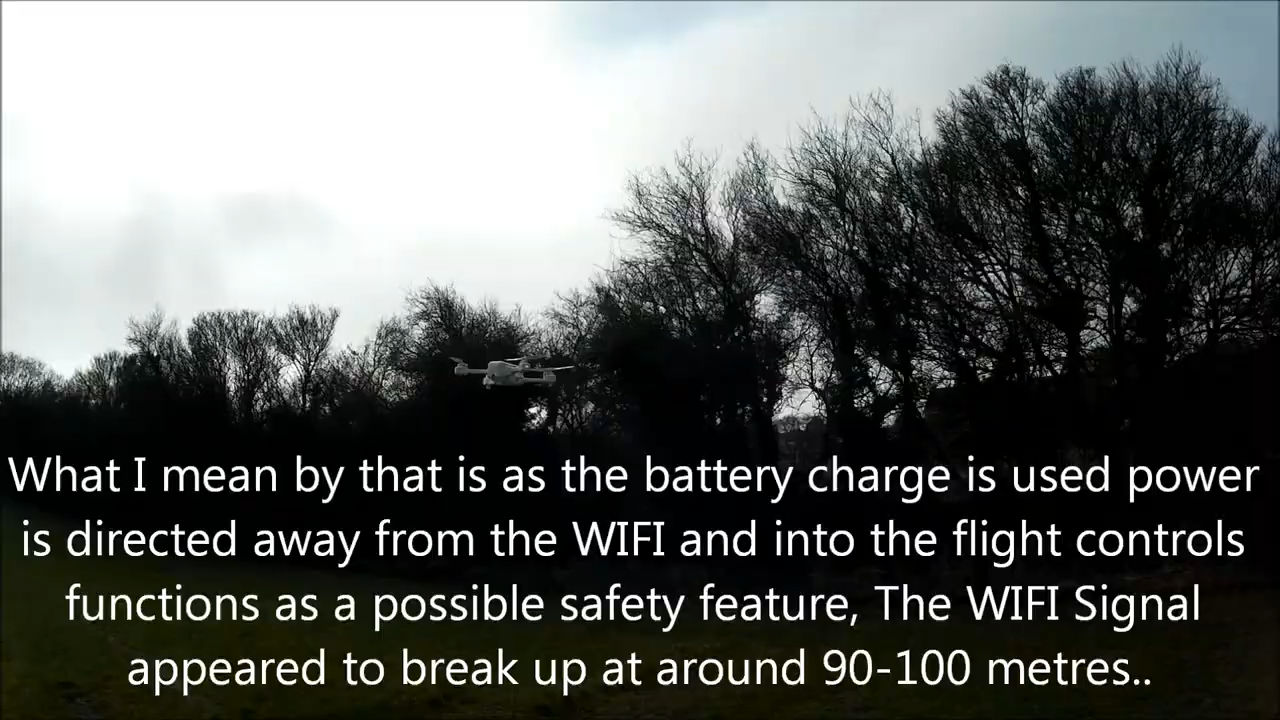 What I mean by that is as the battery charge is used power
is directed away from the WIFI and into the flight controls
functions as a possible safety feature, The WIFI Signal
appeared to break up at around 90-100 metres..